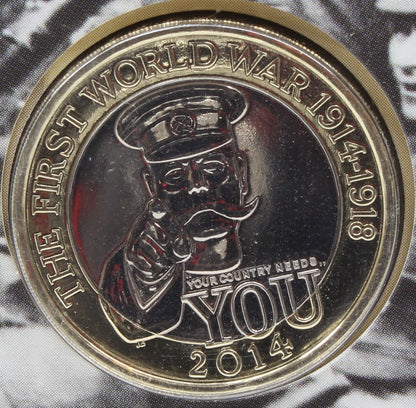 THE FIRST WORLD WAR 1914-1918
YOUR COUNTRY NEEDS..
YOU
2014